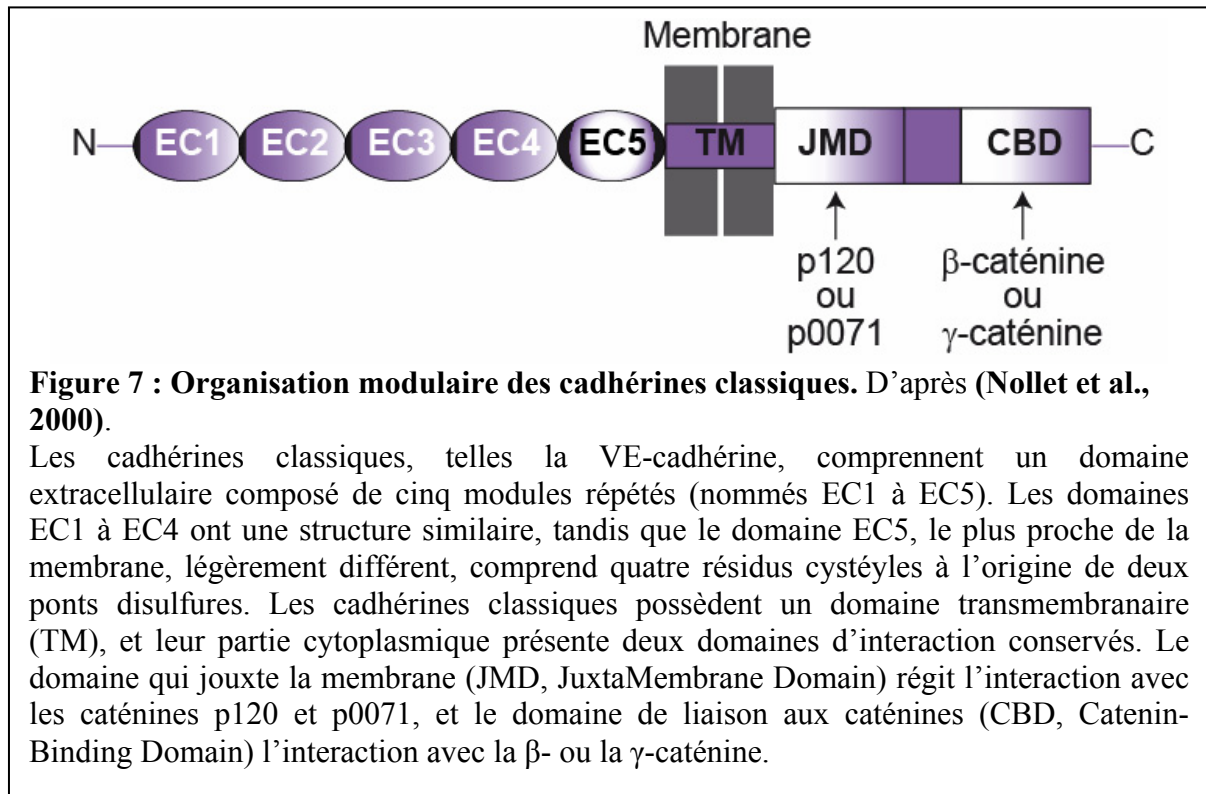 Membrane
N EC1 EC2 EC3 EC4 EC5 TM JMD CBD C
p120 β-caténine
ou ou
p0071 γ-caténine
Figure 7 : Organisation modulaire des cadhérines classiques. D’après (Nollet et al.,
2000).
Les cadhérines classiques, telles la VE-cadhérine, comprennent un domaine
extracellulaire composé de cinq modules répétés (nommés EC1 à EC5). Les domaines
EC1 à EC4 ont une structure similaire, tandis que le domaine EC5, le plus proche de la
membrane, légèrement différent, comprend quatre résidus cystéyles à l’origine de deux
ponts disulfures. Les cadhérines classiques possèdent un domaine transmembranaire
(TM), et leur partie cytoplasmique présente deux domaines d’interaction conservés. Le
domaine qui jouxte la membrane (JMD, JuxtaMembrane Domain) régit l’interaction avec
les caténines p120 et p0071, et le domaine de liaison aux caténines (CBD, Catenin-
Binding Domain) l’interaction avec la β- ou la γ-caténine.